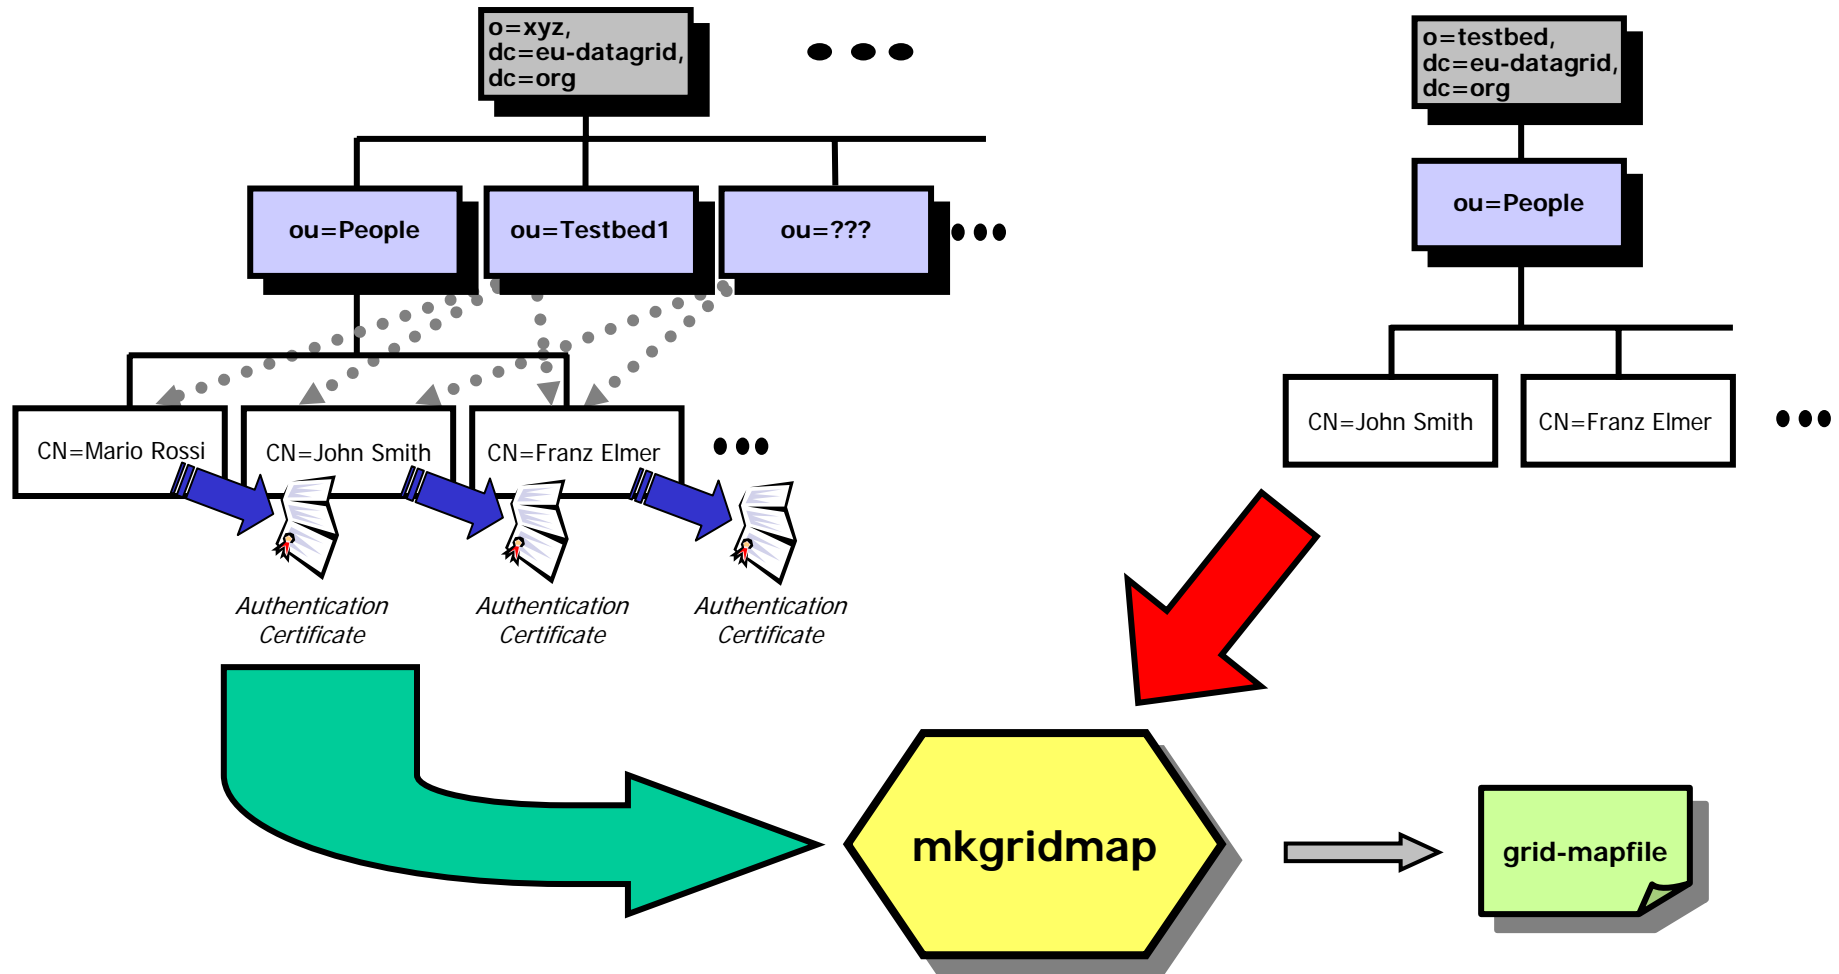 o=xyz,
dc=eu-datagrid,
dc=org
o=testbed,
dc=eu-datagrid,
dc=org
ou=People
ou=Testbed1
ou=???
ou=People
CN=Mario Rossi
CN=John Smith
CN=Franz Elmer
CN=John Smith
CN=Franz Elmer
Authentication
Certificate
Authentication
Certificate
Authentication
Certificate
mkgridmap
grid-mapfile